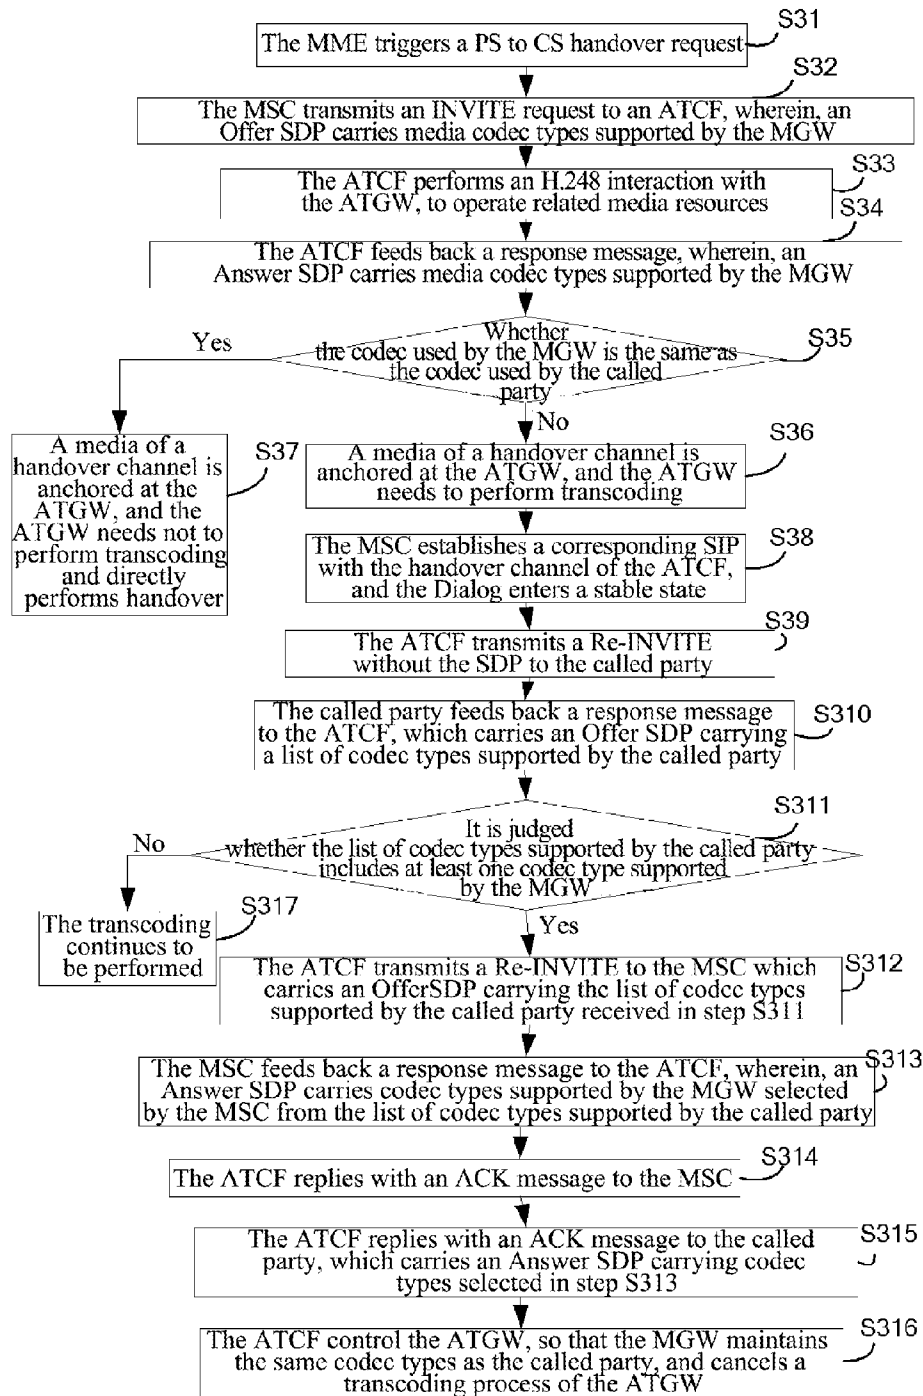 S31
The MME triggers a PS to CS handover request
S32
The MSC transmits an INVITE request to an ATCF, wherein, an
Offer SDP carries media codec types supported by the MGW
S33
The ATCF performs an H.248 interaction with
the ATGW, to operate related media resources
S34
The ATCF feeds back a response message, wherein, an
Answer SDP carries media codec types supported by the MGW
S35
Whether
the codec used by the MGW is the same as
the codec used by the called
party
Yes
No
S37
A media of a
handover channel is
anchored at the
ATGW, and the
ATGW needs not to
perform transcoding
and directly
performs handover
S36
A media of a handover channel is
anchored at the ATGW, and the ATGW
needs to perform transcoding
S38
The MSC establishes a corresponding SIP
with the handover channel of the ATCF,
and the Dialog enters a stable state
S39
The ATCF transmits a Re-INVITE
without the SDP to the called party
S310
The called party feeds back a response message
to the ATCF, which carries an Offer SDP carrying
a list of codec types supported by the called party
S311
It is judged
whether the list of codec types supported by the called party
includes at least one codec type supported
by the MGW
No
Yes
S317
The transcoding
continues to
be performed
S312
The ATCF transmits a Re-INVITE to the MSC which
carries an OfferSDP carrying the list of codec types
supported by the called party received in step S311
S313
The MSC feeds back a response message to the ATCF, wherein, an
Answer SDP carries codec types supported by the MGW selected
by the MSC from the list of codec types supported by the called party
S314
The ATCF replies with an ACK message to the MSC
S315
The ATCF replies with an ACK message to the called
party, which carries an Answer SDP carrying codec
types selected in step S313
S316
The ATCF control the ATGW, so that the MGW maintains
the same codec types as the called party, and cancels a
transcoding process of the ATGW